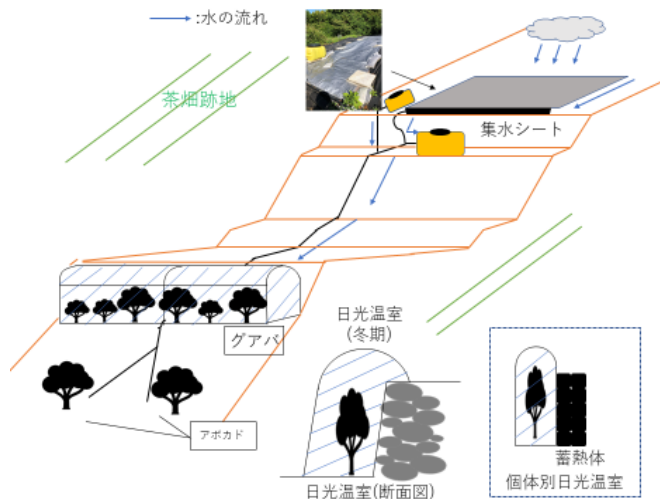 :水の流れ
茶畑跡地
集水シート
日光温室
(冬期)
グアバ
アボカド
蓄熱体
日光温室(断面図)
個体別日光温室